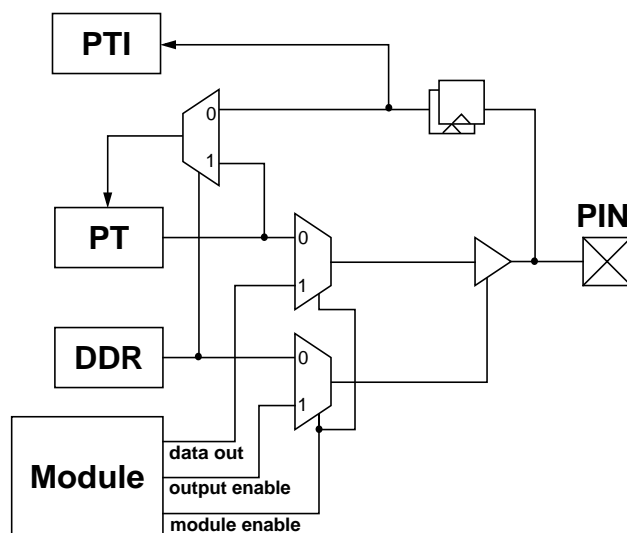 PTI
0
1
PT
PIN
0
1
DDR
0
1
Module
data out
output enable
module enable